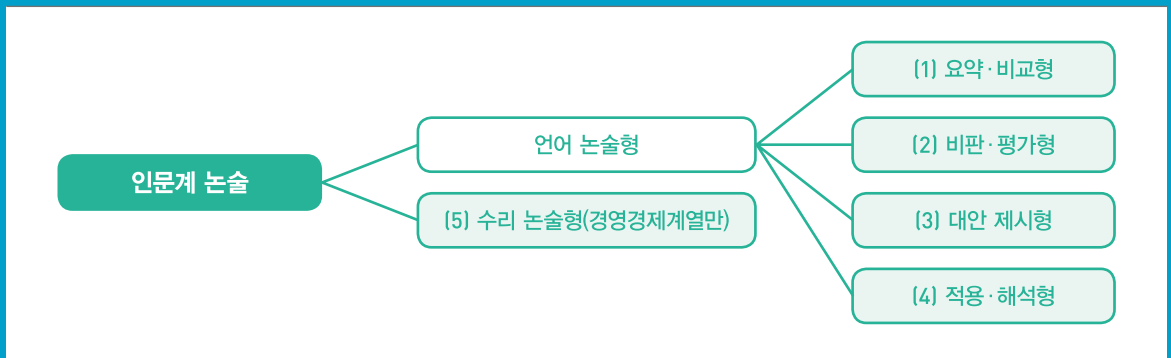 인문계 논술
언어 논술형
(5) 수리 논술형(경영경제계열만)
(1) 요약·비교형
(2) 비판·평가형
(3) 대안 제시형
(4) 적용·해석형